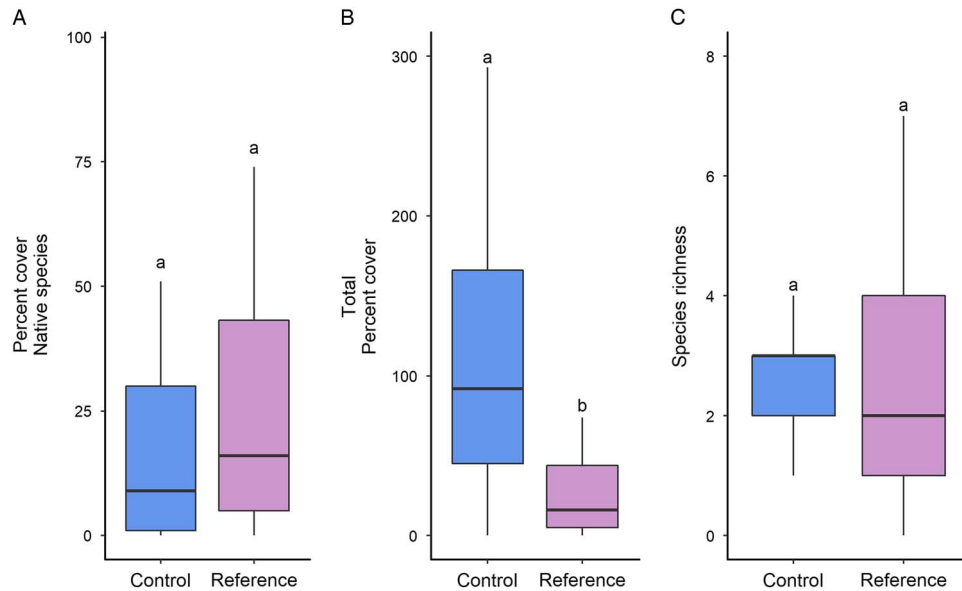 A
100
75
50
25
0
Percent cover
Native species
a
a
Control
Reference
B
300
200
100
0
Total
Percent cover
a
b
Control
Reference
C
8
6
4
2
0
Species richness
a
a
Control
Reference